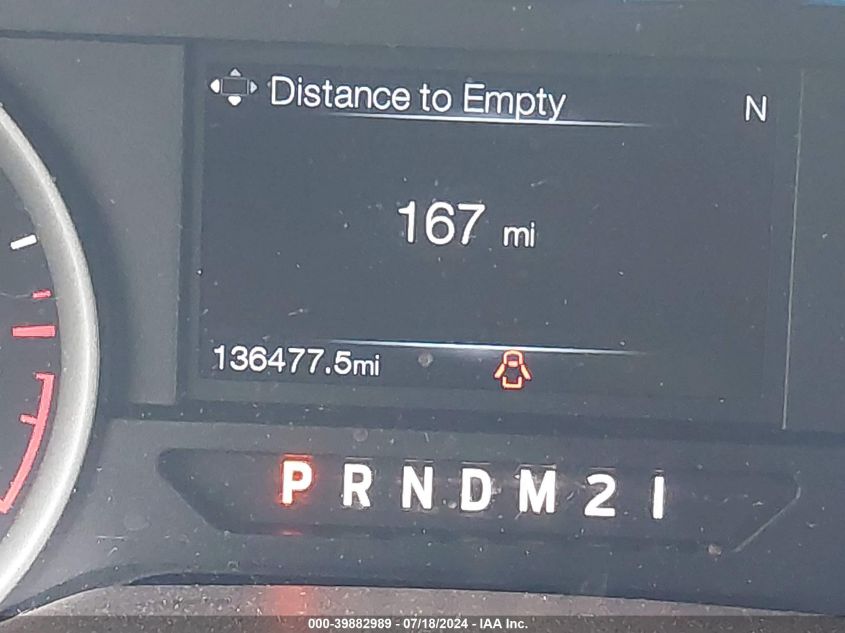 Distance to Empty N
167 mi
136477.5mi
P R N D M 2 1
000-39882989 - 07/18/2024 - IAA Inc.